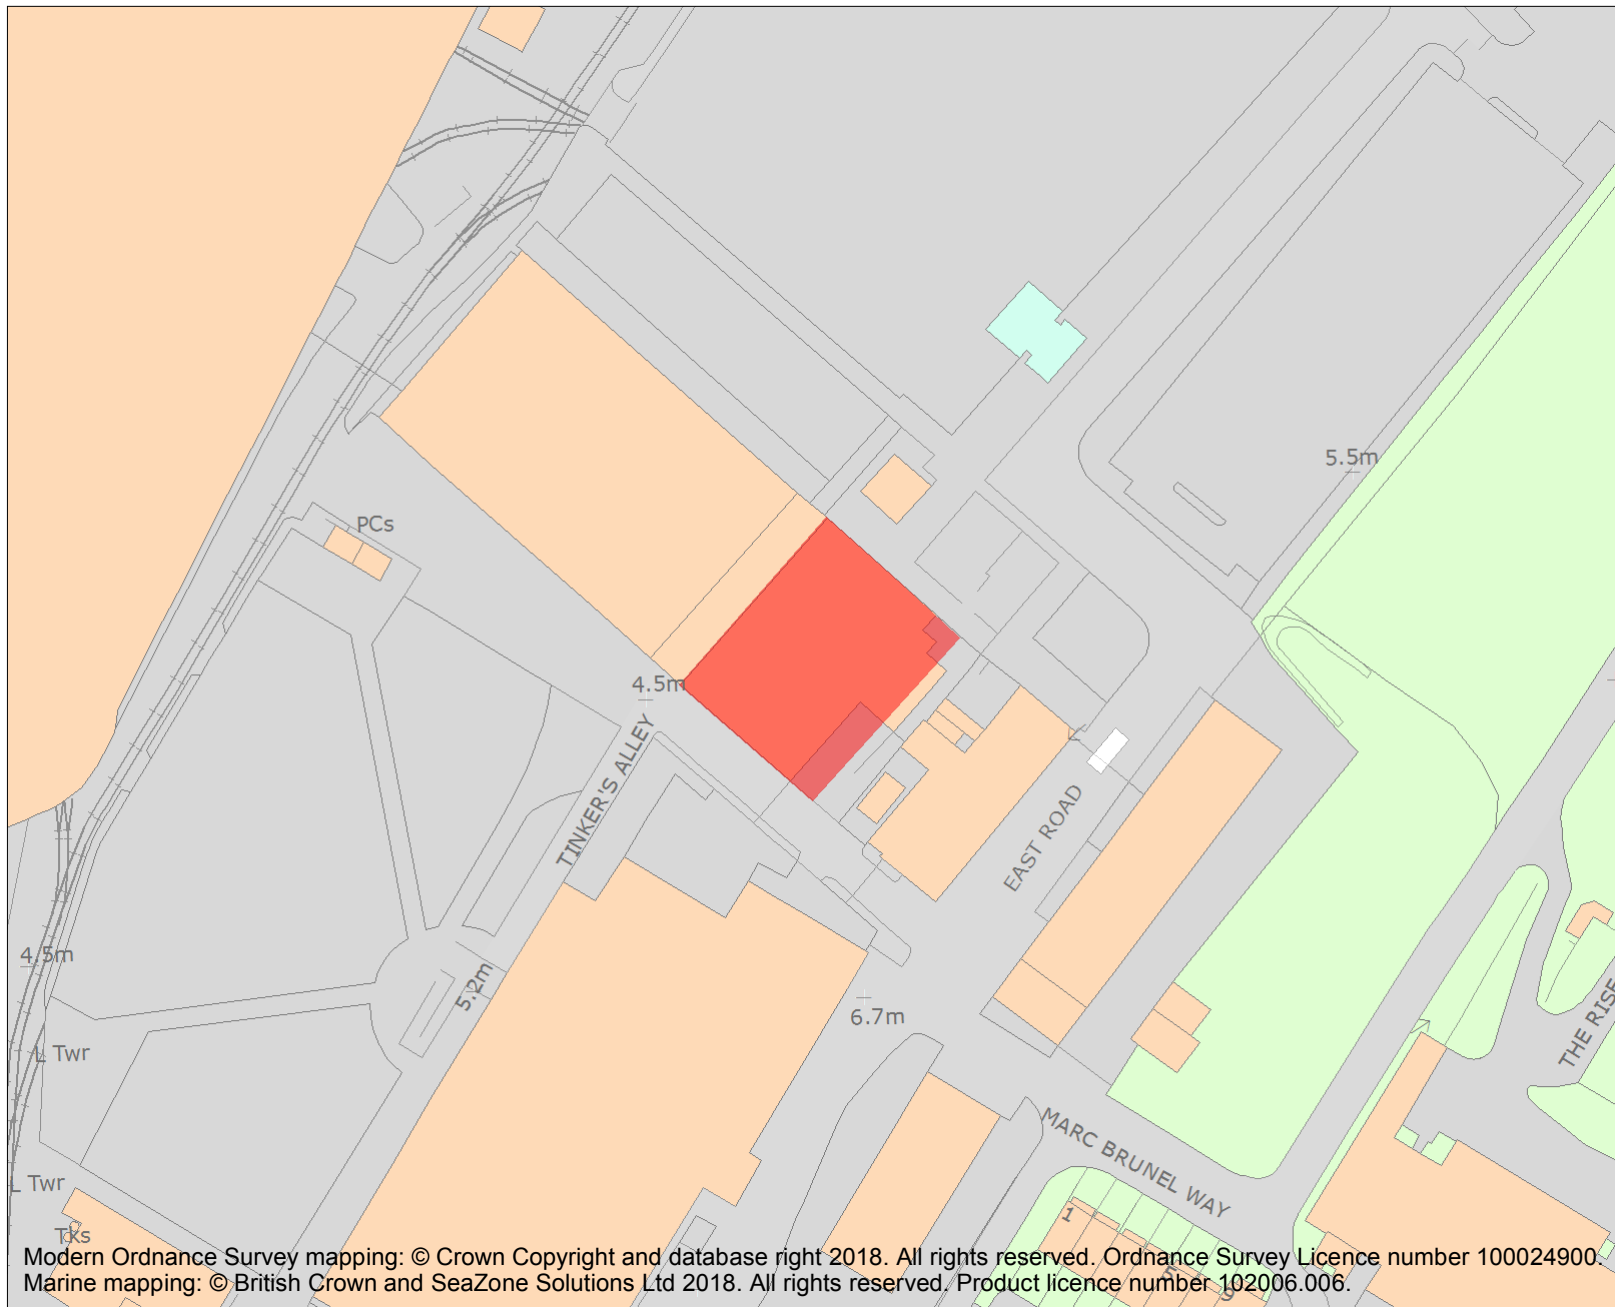 5.5m
PCs
4.5m
TINKER'S ALLEY
EAST ROAD
4.5m
5.2m
6.7m
THE RISE
L Twr
MARC BRUNEL WAY
L Twr
1
Tks
5
9
Modern Ordnance Survey mapping: © Crown Copyright and database right 2018. All rights reserved. Ordnance Survey Licence number 100024900.
Marine mapping: © British Crown and SeaZone Solutions Ltd 2018. All rights reserved. Product licence number 102006.006.